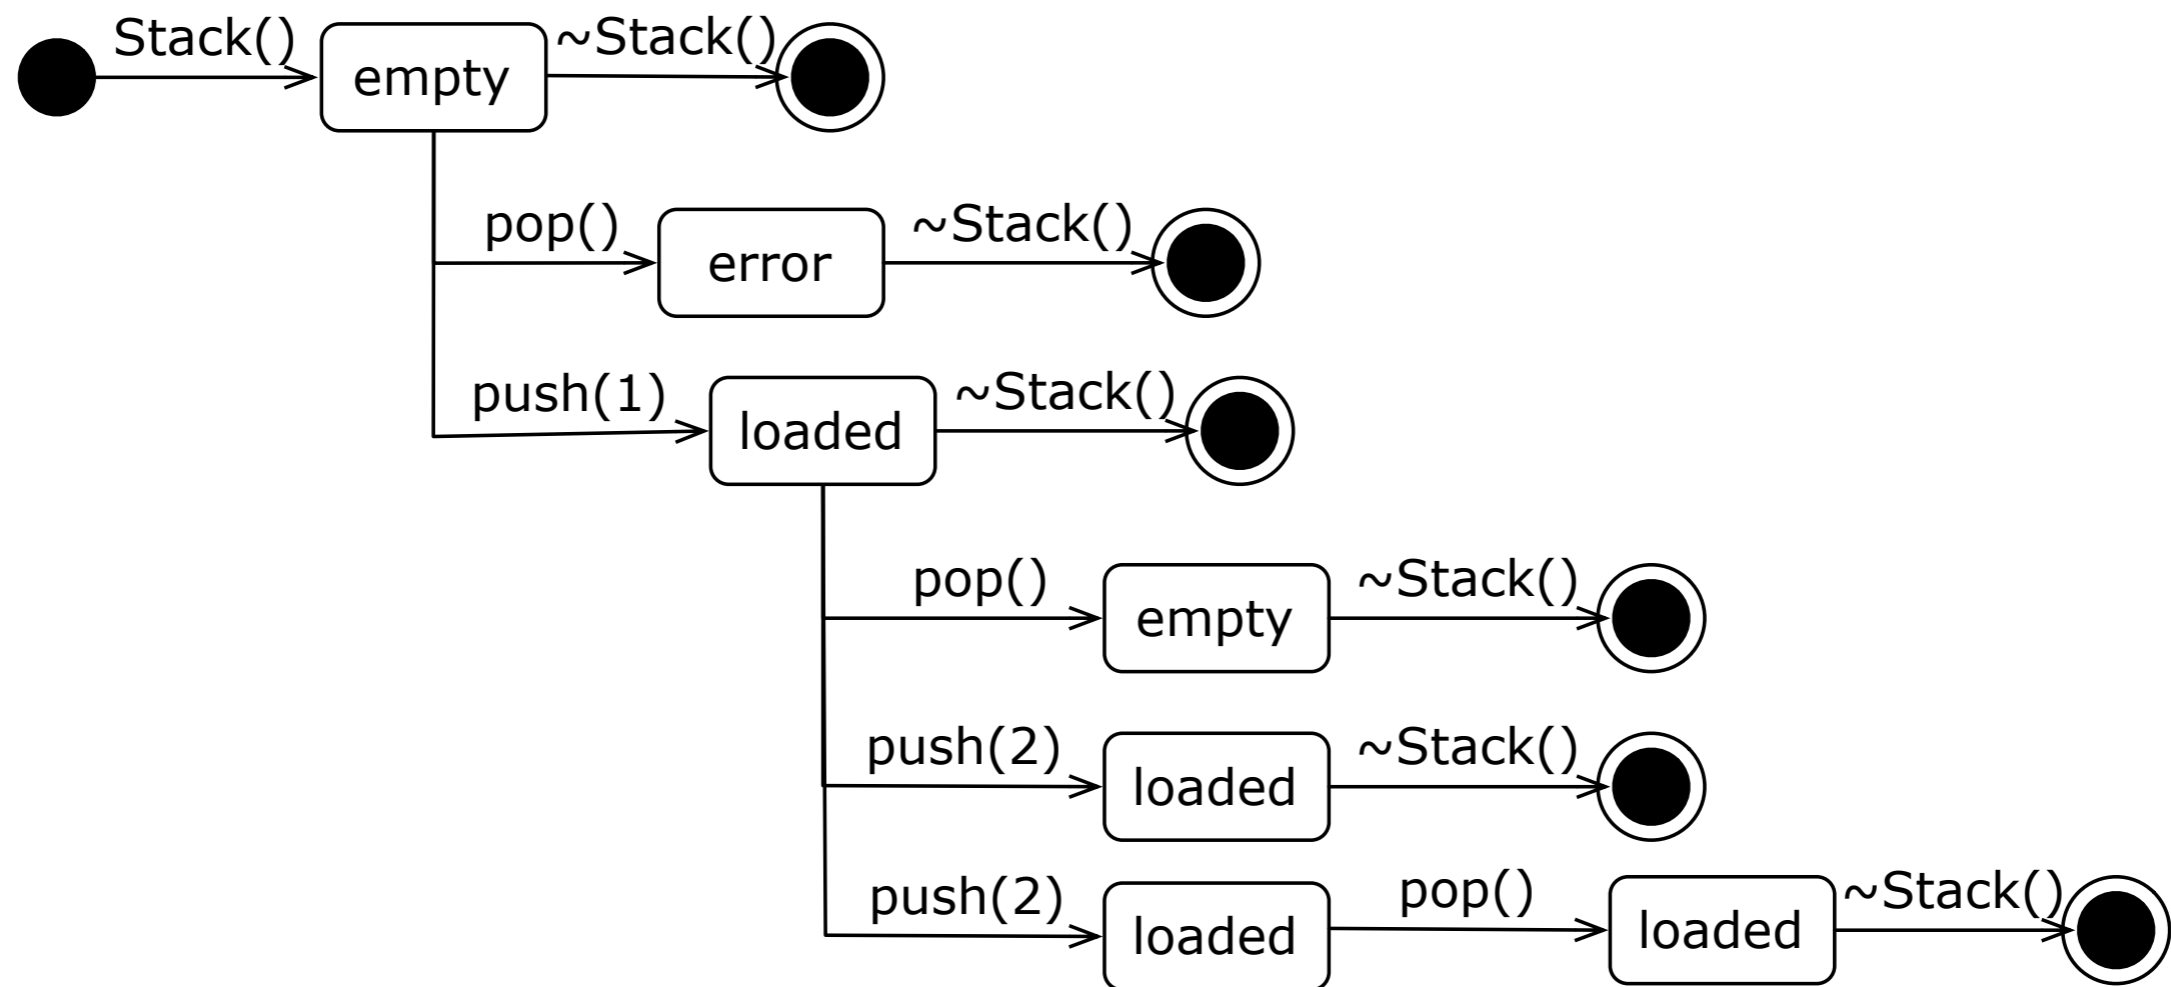 Stack()
empty
~Stack()
pop()
error
~Stack()
push(1)
loaded
~Stack()
pop()
empty
~Stack()
push(2)
loaded
~Stack()
push(2)
loaded
pop()
loaded
~Stack()